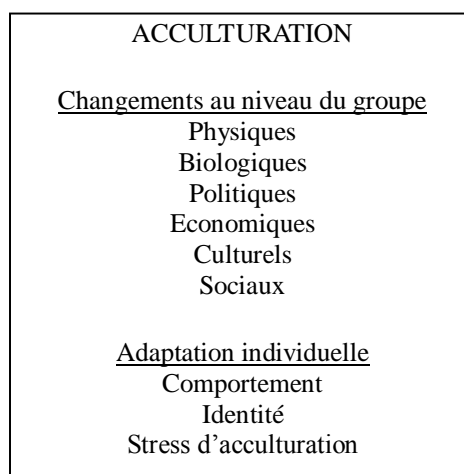 ACCULTURATION
Changements au niveau du groupe
Physiques
Biologiques
Politiques
Economiques
Culturels
Sociaux
Adaptation individuelle
Comportement
Identité
Stress d'acculturation